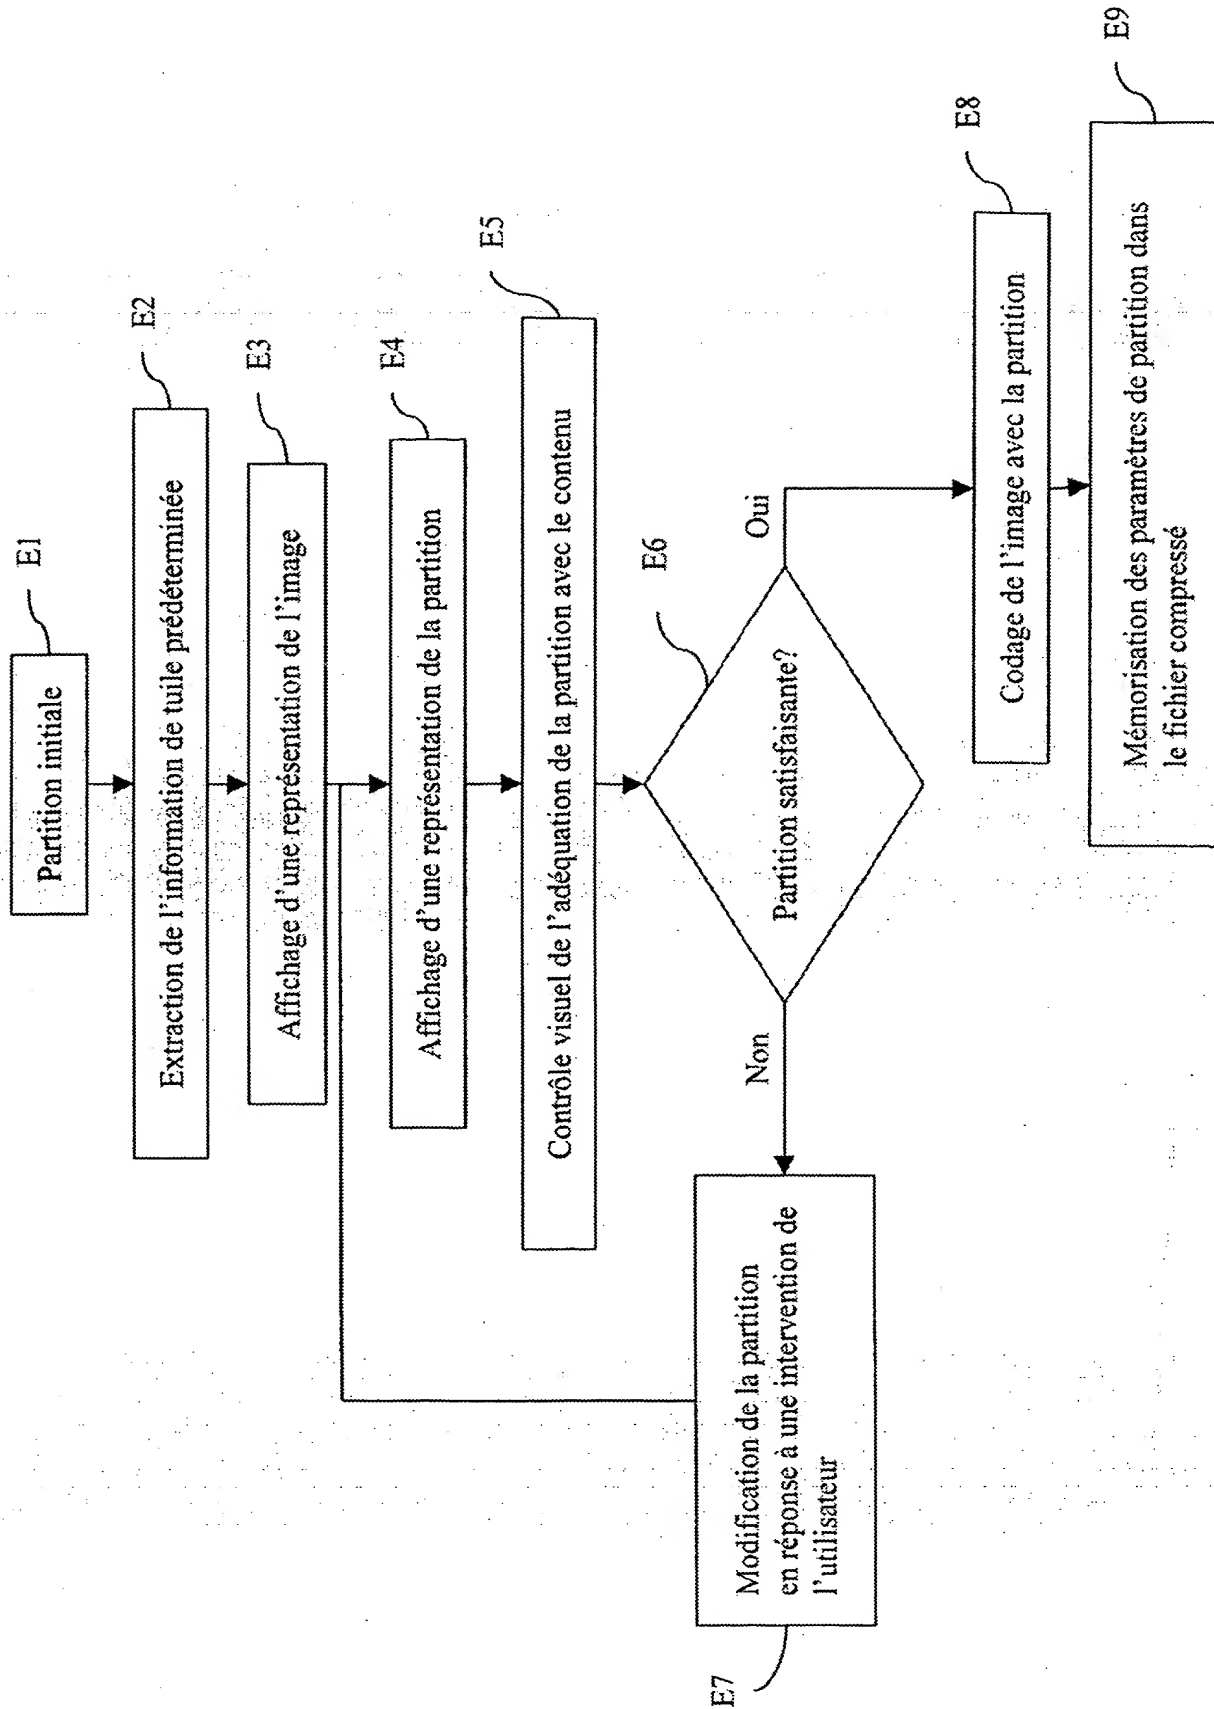 Partition initiale
E1
Extraction de l'information de tuile prédéterminée
E2
Affichage d'une représentation de l'image
E3
Affichage d'une représentation de la partition
E4
Contrôle visuel de l'adéquation de la partition avec le contenu
E5
Partition satisfaisante?
E6
Non
Oui
Modification de la partition
en réponse à une intervention de
l'utilisateur
E7
Codage de l'image avec la partition
E8
Mémorisation des paramètres de partition dans
le fichier compressé
E9